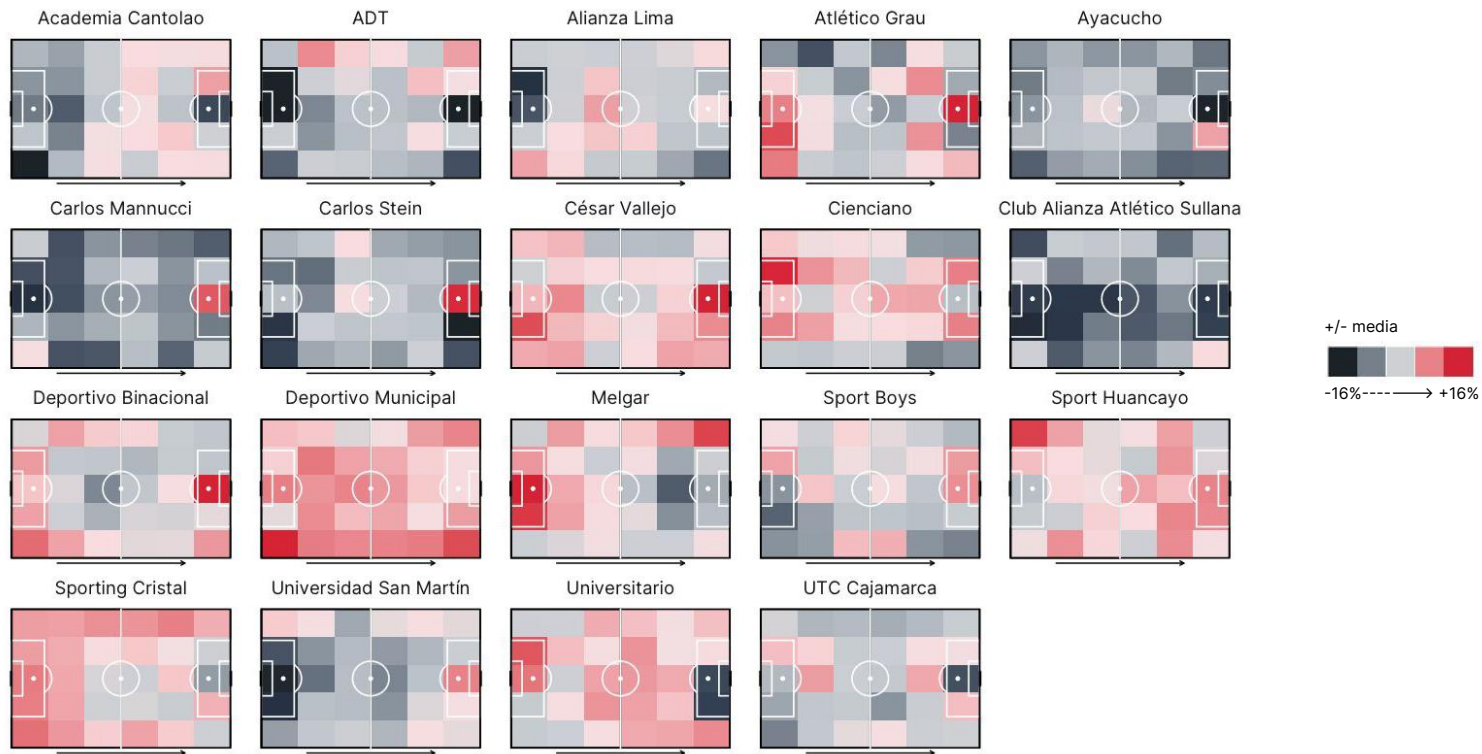 Academia Cantolao
ADT
Alianza Lima
Atlético Grau
Ayacucho
Carlos Mannucci
Carlos Stein
César Vallejo
Cienciano
Club Alianza Atlético Sullana
+/- media
-16%------→ +16%
Deportivo Binacional
Deportivo Municipal
Melgar
Sport Boys
Sport Huancayo
Sporting Cristal
Universidad San Martín
Universitario
UTC Cajamarca